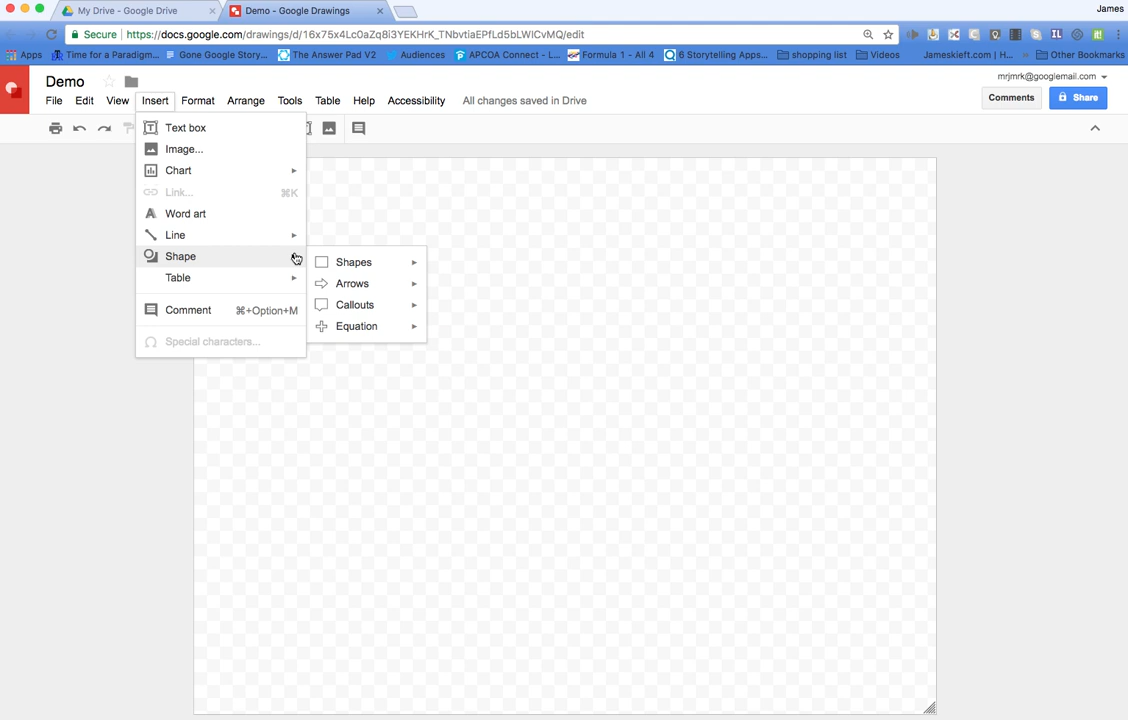 My Drive - Google Drive
Demo - Google Drawings
James
Secure
https://docs.google.com/drawings/d/16x75x4Lc0aZq8i3YEKHrK_TNbvtiaEPfLd5bLWlCvMQ/edit
Apps
Time for a Paradigm...
Gone Google Story...
The Answer Pad V2
Audiences
APCOA Connect - L...
Formula 1 - All 4
6 Storytelling Apps...
shopping list
Videos
Jameskieft.com | H...
Other Bookmarks
Demo
mrjmrk@googlemail.com
File Edit View Insert Format Arrange Tools Table Help Accessibility All changes saved in Drive
Comments
Share
Text box
Image...
Chart
Link... ⌘K
Word art
Line
Shape
Table
Comment ⌘+Option+M
Special characters...
Shapes
Arrows
Callouts
Equation